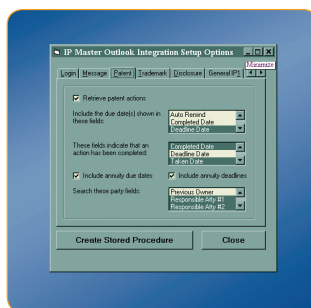 IP Master Outlook Integration Setup Options
Minimize
Login Message Patent Trademark Disclosure General IP1
Retrieve patent actions
Include the due date(s) shown in
these fields:
Auto Remind
Completed Date
Deadline Date
These fields indicate that an
action has been completed:
Completed Date
Deadline Date
Taken Date
Include annuity due dates
Include annuity deadlines
Search these party fields:
Previous Owner
Responsible Atty #1
Responsible Atty #2
Create Stored Procedure
Close